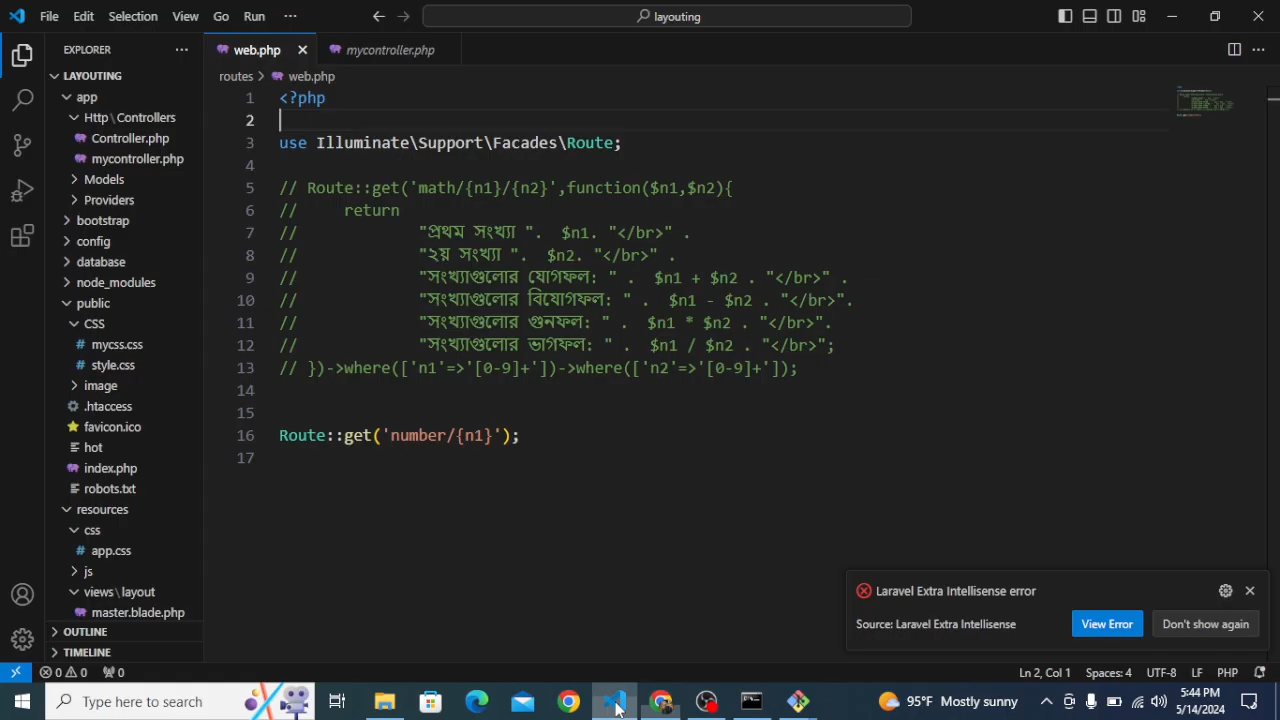 File Edit Selection View Go Run ··· layouting
EXPLORER ···
LAYOUTING
app
Http\Controllers
Controller.php
mycontroller.php
Models
Providers
bootstrap
config
database
node_modules
public
CSS
mycss.css
style.css
image
.htaccess
favicon.ico
hot
index.php
robots.txt
resources
css
app.css
js
views\layout
master.blade.php
OUTLINE
TIMELINE
web.php mycontroller.php
routes > web.php
1 <?php
2
3 use Illuminate\Support\Facades\Route;
4
5 // Route::get('math/{n1}/{n2}',function($n1,$n2){
6 // return
7 // "প্রথম সংখ্যা ". $n1. "</br>" .
8 // "২য় সংখ্যা ". $n2. "</br>" .
9 // "সংখ্যাগুলোর যোগফল: " . $n1 + $n2 . "</br>" .
10 // "সংখ্যাগুলোর বিযোগফল: " . $n1 - $n2 . "</br>".
11 // "সংখ্যাগুলোর গুনফল: " . $n1 * $n2 . "</br>".
12 // "সংখ্যাগুলোর ভাগফল: " . $n1 / $n2 . "</br>";
13 // })->where(['n1'=>'[0-9]+'])->where(['n2'=>'[0-9]+']);
14
15
16 Route::get('number/{n1}');
17
Laravel Extra Intellisense error
Source: Laravel Extra Intellisense View Error Don't show again
0 0 0 Ln 2, Col 1 Spaces: 4 UTF-8 LF PHP
Type here to search 95°F Mostly sunny 5:44 PM
5/14/2024